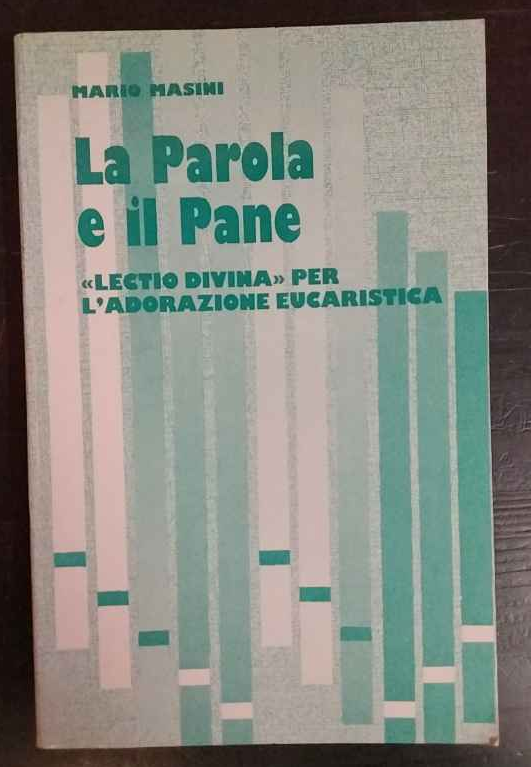 MARIO MASINI
La Parola
e il Pane
«LECTIO DIVINA» PER
L'ADORAZIONE EUCARISTICA